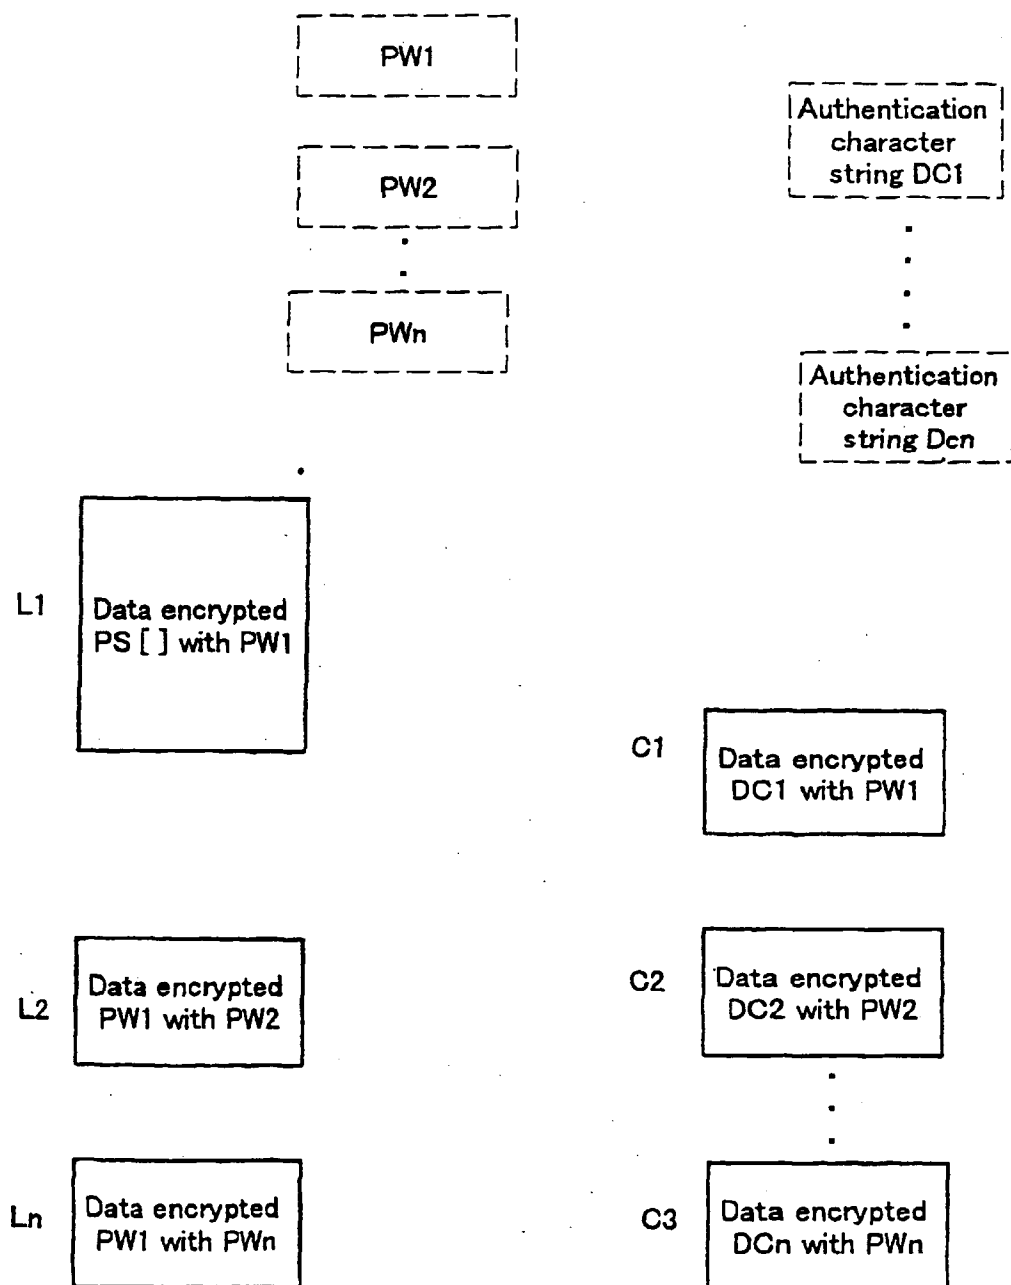 PW1
PW2
PWn
Authentication
character
string DC1
Authentication
character
string Dcn
L1
Data encrypted
PS [ ] with PW1
C1
Data encrypted
DC1 with PW1
L2
Data encrypted
PW1 with PW2
C2
Data encrypted
DC2 with PW2
Ln
Data encrypted
PW1 with PWn
C3
Data encrypted
DCn with PWn